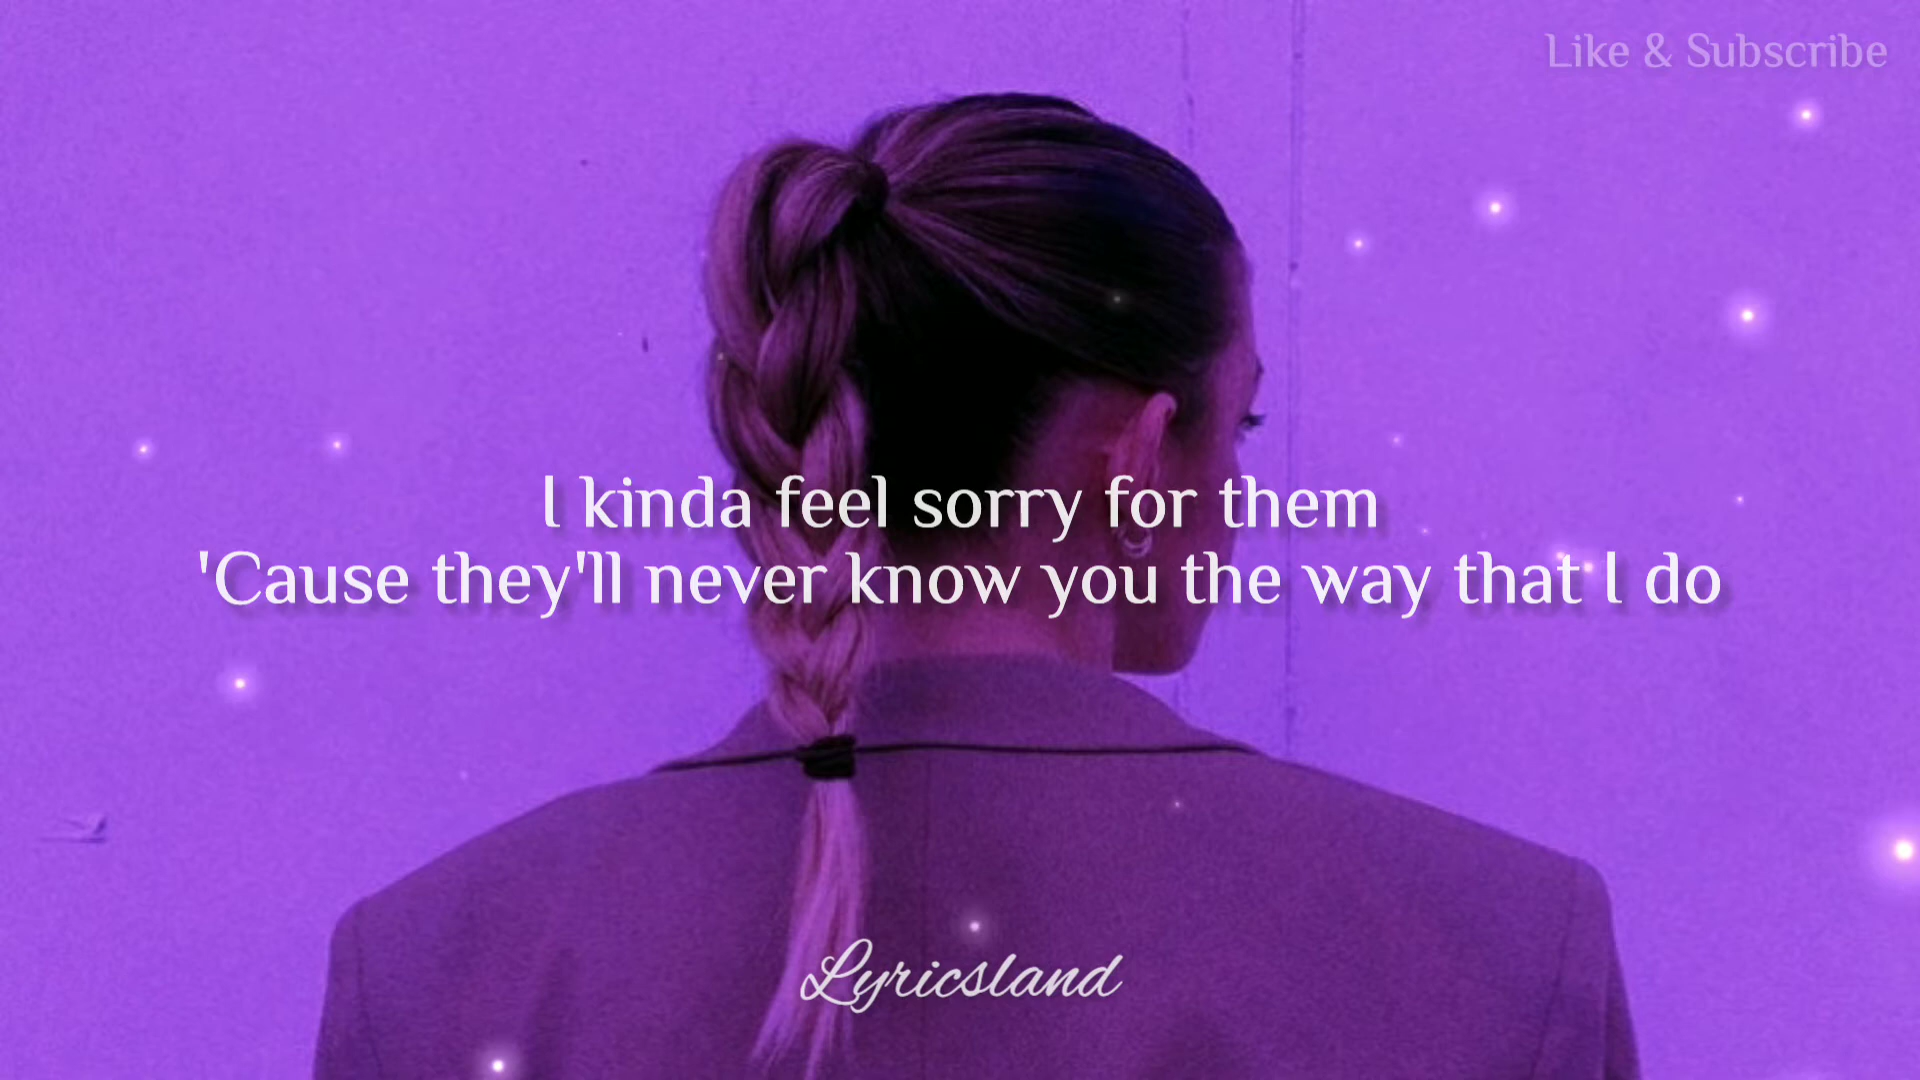 Like & Subscribe
I kinda feel sorry for them
'Cause they'll never know you the way that I do
Lyricsland